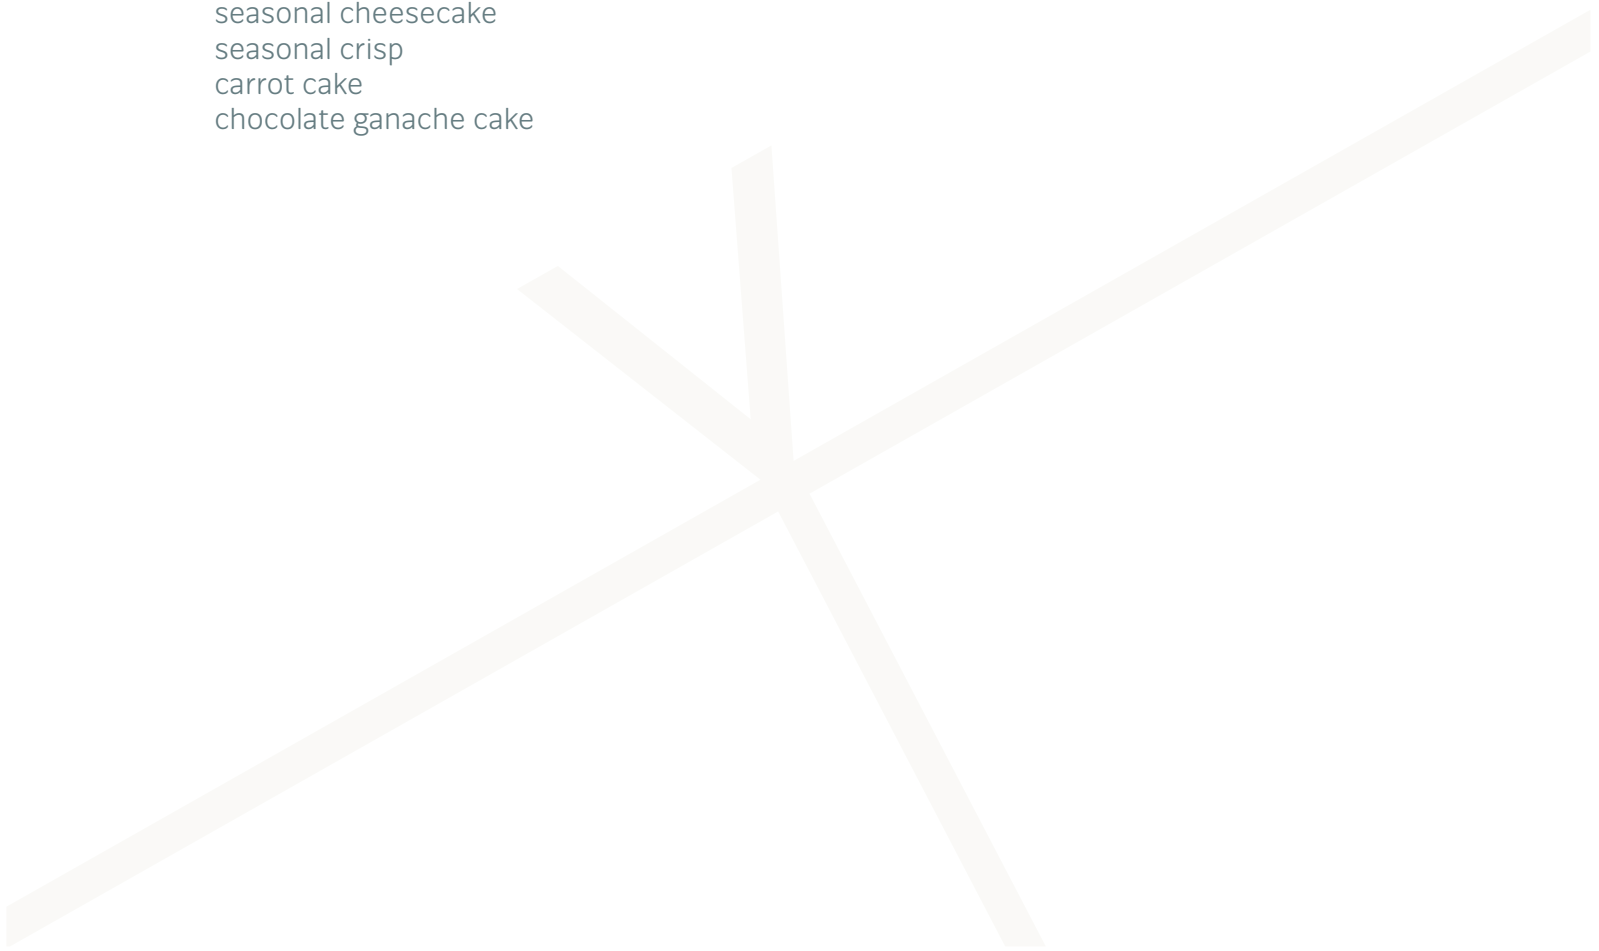 seasonal cheesecake
seasonal crisp
carrot cake
chocolate ganache cake